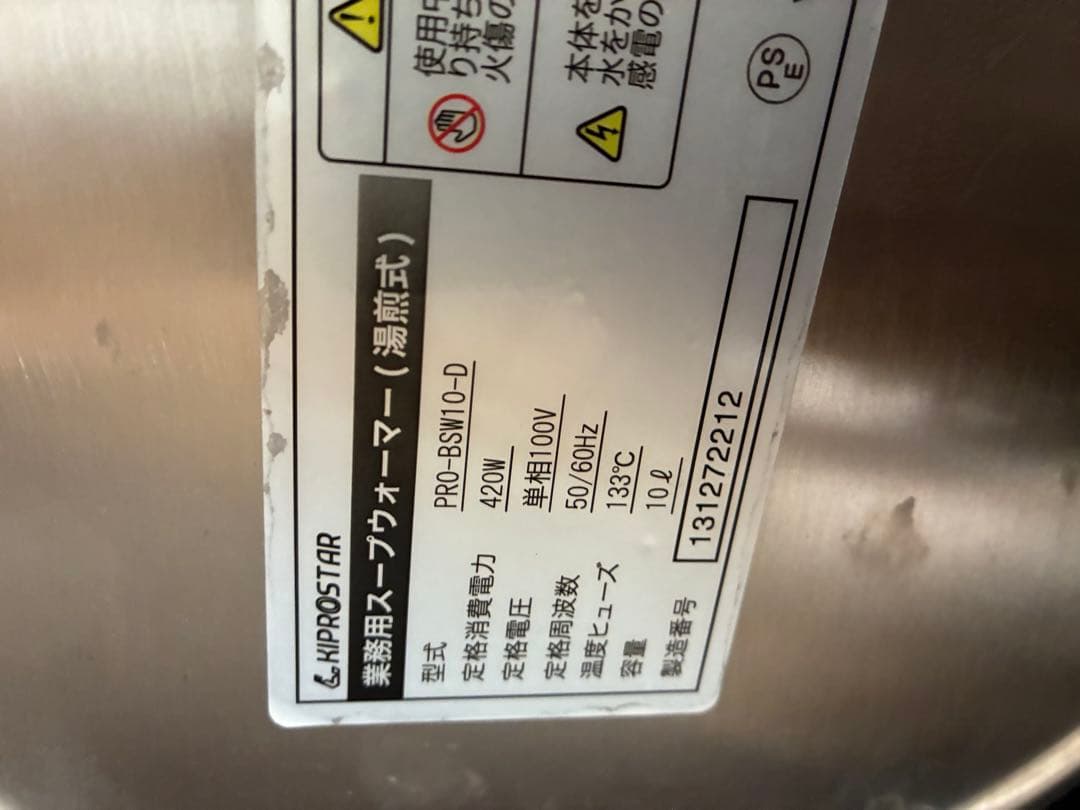 KIPROSTAR
業務用スープウォーマー(湯煎式)
型式 PRO-BSW10-D
定格消費電力 420W
定格電圧 単相100V
定格周波数 50/60Hz
温度ヒューズ 133℃
容量 10ℓ
製造番号 131272212
使用中
り持ち
火傷の
本体を
水をか
感電の
PSE